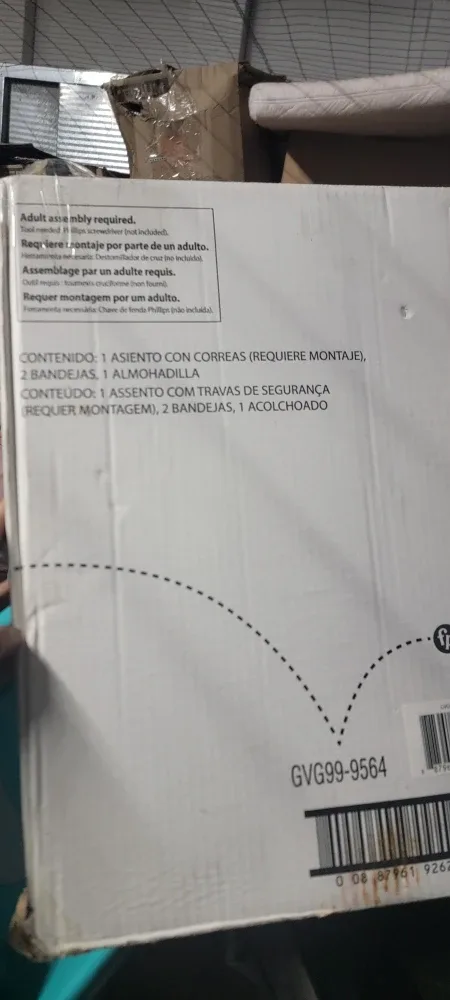 Adult assembly required.
Tool needed: Phillips screwdriver (not included).
Requiere montaje por parte de un adulto.
Herramienta necesaria: Destornillador de cruz (no incluido).
Assemblage par un adulte requis.
Outil requis : tournevis cruciforme (non fourni).
Requer montagem por um adulto.
Ferramenta necessária: Chave de fenda Phillips (não incluída).
CONTENIDO: 1 ASIENTO CON CORREAS (REQUIERE MONTAJE),
2 BANDEJAS, 1 ALMOHADILLA
CONTEÚDO: 1 ASSENTO COM TRAVAS DE SEGURANÇA
(REQUER MONTAGEM), 2 BANDEJAS, 1 ACOLCHOADO
fp
GVG99-9564
0 08 87961 9262